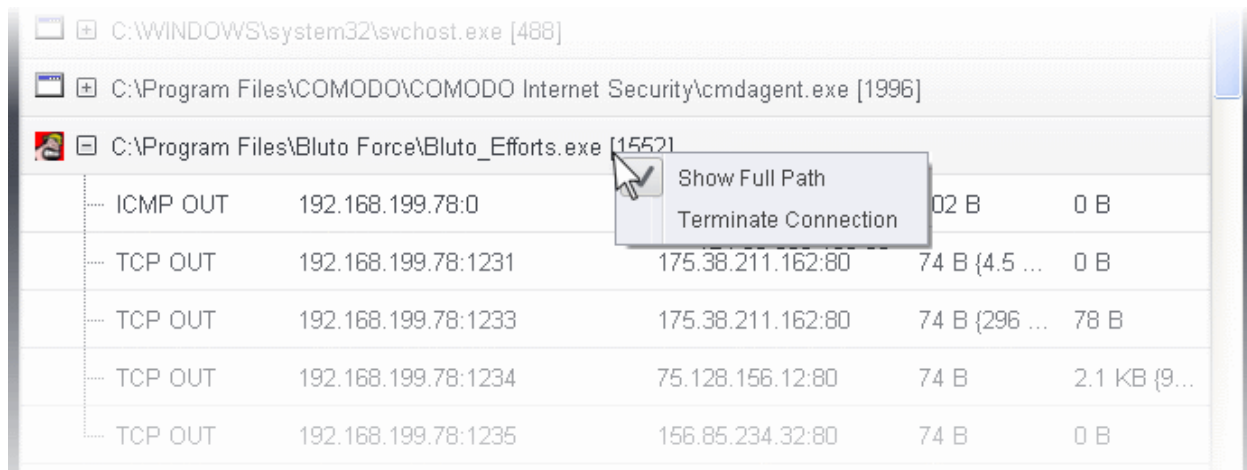 C:\WINDOWS\system32\svchost.exe [488]
C:\Program Files\COMODO\COMODO Internet Security\cmdagent.exe [1996]
C:\Program Files\Bluto Force\Bluto_Efforts.exe [1552]
Show Full Path
Terminate Connection
ICMP OUT 192.168.199.78:0 02 B 0 B
TCP OUT 192.168.199.78:1231 175.38.211.162:80 74 B {4.5 ... 0 B
TCP OUT 192.168.199.78:1233 175.38.211.162:80 74 B {296 ... 78 B
TCP OUT 192.168.199.78:1234 75.128.156.12:80 74 B 2.1 KB {9...
TCP OUT 192.168.199.78:1235 156.85.234.32:80 74 B 0 B